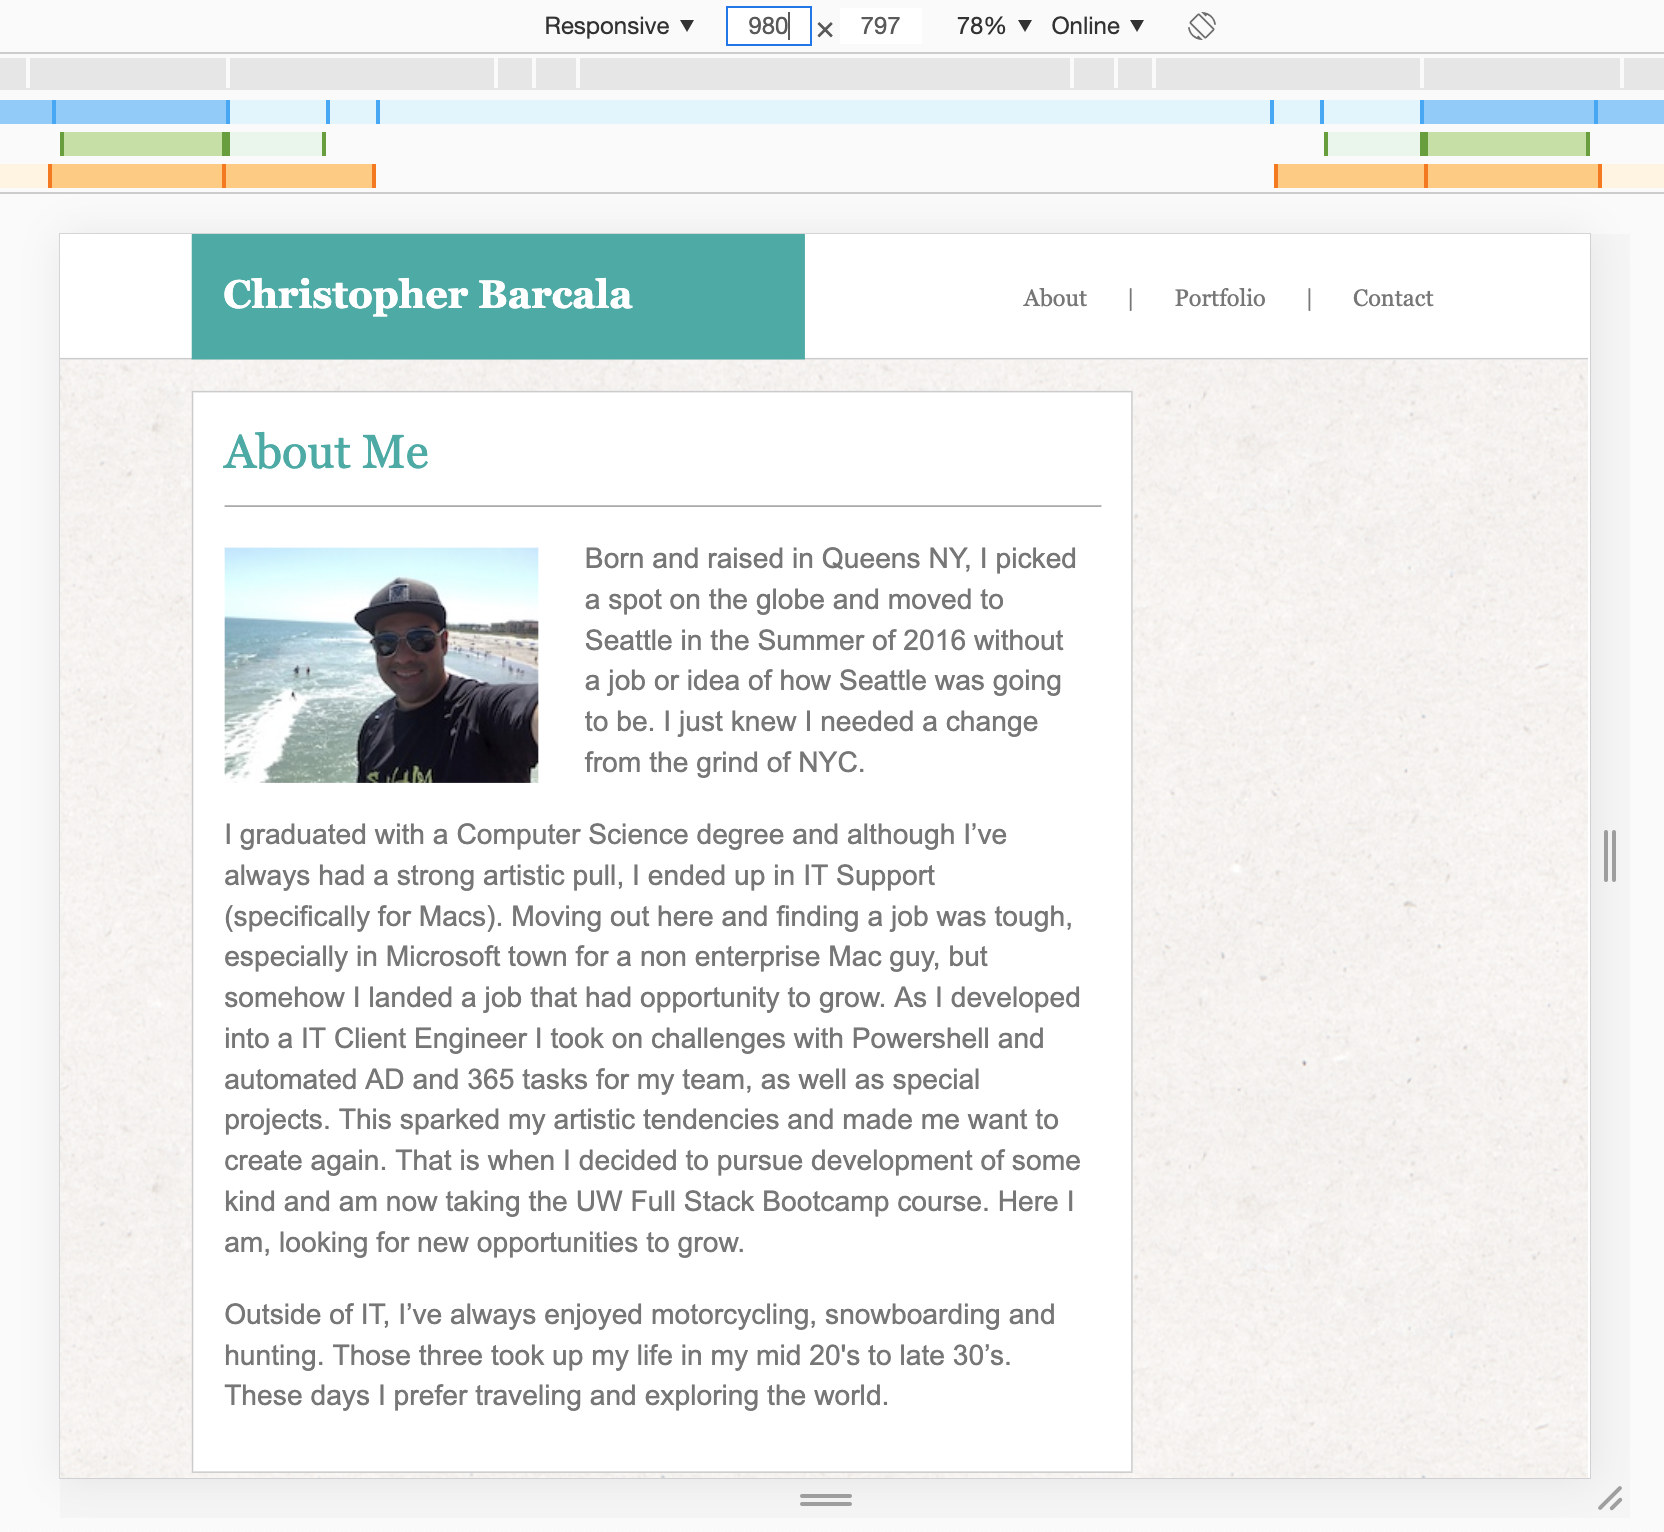 Responsive ▼ 980 × 797 78% ▼ Online ▼
Christopher Barcala
About | Portfolio | Contact
About Me
Born and raised in Queens NY, I picked
a spot on the globe and moved to
Seattle in the Summer of 2016 without
a job or idea of how Seattle was going
to be. I just knew I needed a change
from the grind of NYC.
I graduated with a Computer Science degree and although I’ve
always had a strong artistic pull, I ended up in IT Support
(specifically for Macs). Moving out here and finding a job was tough,
especially in Microsoft town for a non enterprise Mac guy, but
somehow I landed a job that had opportunity to grow. As I developed
into a IT Client Engineer I took on challenges with Powershell and
automated AD and 365 tasks for my team, as well as special
projects. This sparked my artistic tendencies and made me want to
create again. That is when I decided to pursue development of some
kind and am now taking the UW Full Stack Bootcamp course. Here I
am, looking for new opportunities to grow.
Outside of IT, I’ve always enjoyed motorcycling, snowboarding and
hunting. Those three took up my life in my mid 20's to late 30’s.
These days I prefer traveling and exploring the world.